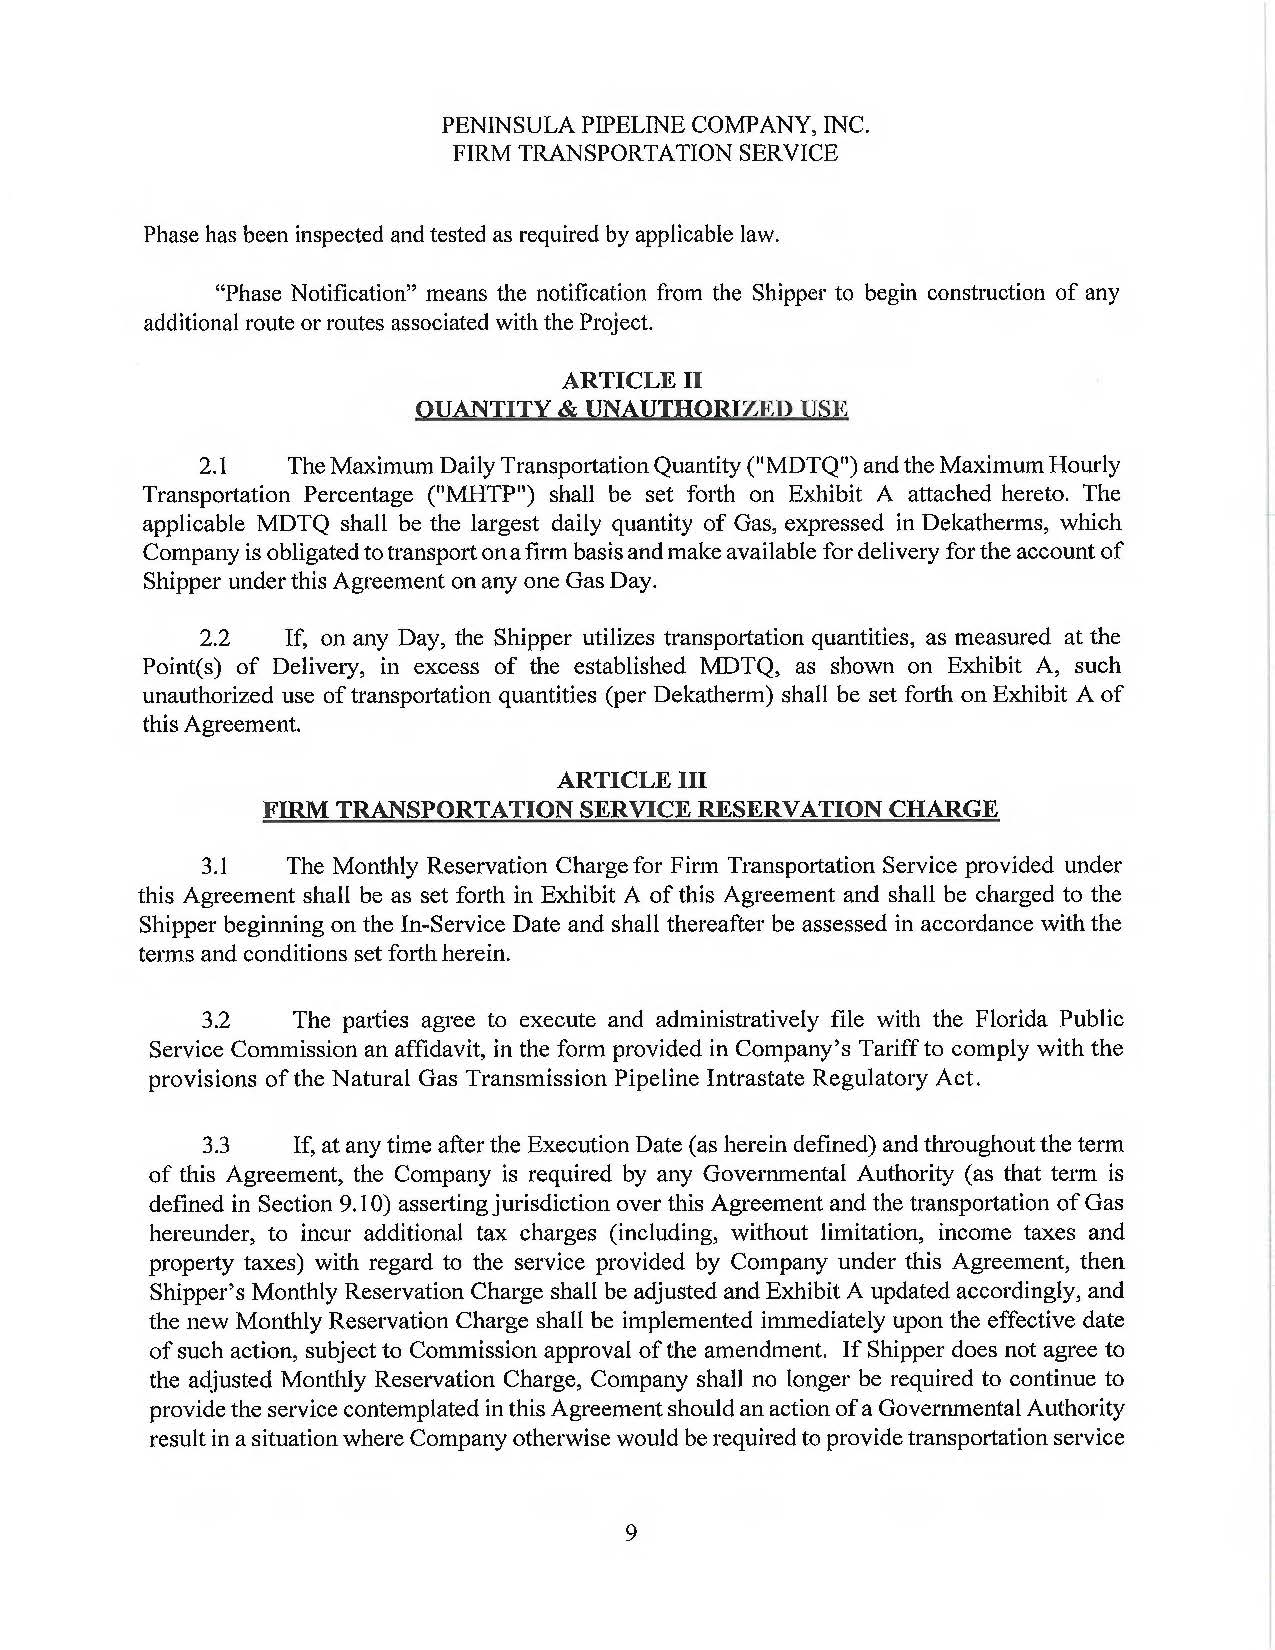 PENINSULA PIPELINE COMPANY, INC.
FIRM TRANSPORTATION SERVICE
Phase has been inspected and tested as required by applicable law.
“Phase Notification” means the notification from the Shipper to begin construction of any
additional route or routes associated with the Project.
ARTICLE II
QUANTITY & UNAUTHORIZED USE
2.1 The Maximum Daily Transportation Quantity ("MDTQ") and the Maximum Hourly
Transportation Percentage ("MHTP") shall be set forth on Exhibit A attached hereto. The
applicable MDTQ shall be the largest daily quantity of Gas, expressed in Dekatherms, which
Company is obligated to transport on a firm basis and make available for delivery for the account of
Shipper under this Agreement on any one Gas Day.
2.2 If, on any Day, the Shipper utilizes transportation quantities, as measured at the
Point(s) of Delivery, in excess of the established MDTQ, as shown on Exhibit A, such
unauthorized use of transportation quantities (per Dekatherm) shall be set forth on Exhibit A of
this Agreement.
ARTICLE III
FIRM TRANSPORTATION SERVICE RESERVATION CHARGE
3.1 The Monthly Reservation Charge for Firm Transportation Service provided under
this Agreement shall be as set forth in Exhibit A of this Agreement and shall be charged to the
Shipper beginning on the In-Service Date and shall thereafter be assessed in accordance with the
terms and conditions set forth herein.
3.2 The parties agree to execute and administratively file with the Florida Public
Service Commission an affidavit, in the form provided in Company’s Tariff to comply with the
provisions of the Natural Gas Transmission Pipeline Intrastate Regulatory Act.
3.3 If, at any time after the Execution Date (as herein defined) and throughout the term
of this Agreement, the Company is required by any Governmental Authority (as that term is
defined in Section 9.10) asserting jurisdiction over this Agreement and the transportation of Gas
hereunder, to incur additional tax charges (including, without limitation, income taxes and
property taxes) with regard to the service provided by Company under this Agreement, then
Shipper’s Monthly Reservation Charge shall be adjusted and Exhibit A updated accordingly, and
the new Monthly Reservation Charge shall be implemented immediately upon the effective date
of such action, subject to Commission approval of the amendment. If Shipper does not agree to
the adjusted Monthly Reservation Charge, Company shall no longer be required to continue to
provide the service contemplated in this Agreement should an action of a Governmental Authority
result in a situation where Company otherwise would be required to provide transportation service
9